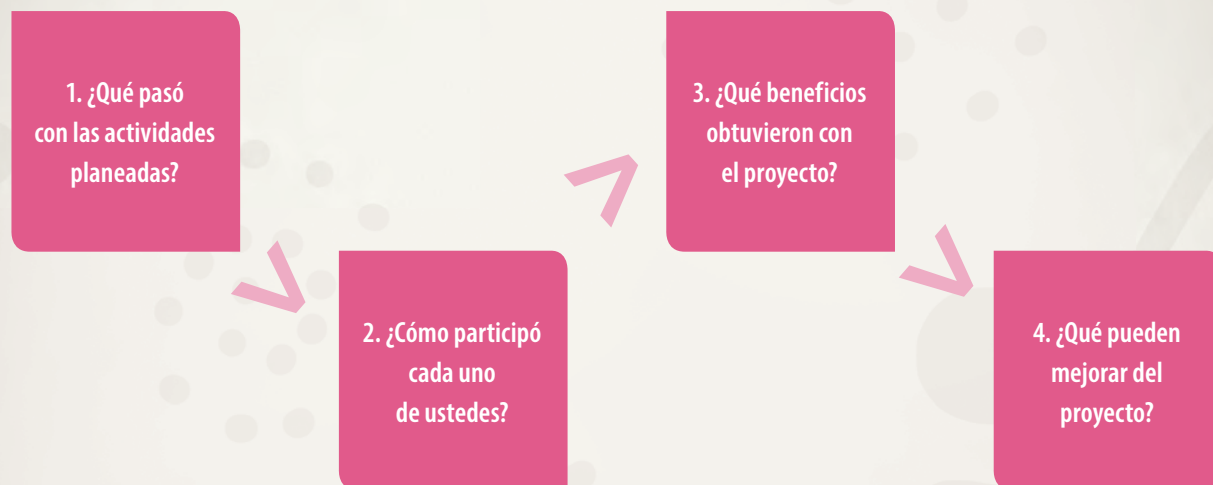 1. ¿Qué pasó
con las actividades
planeadas?
2. ¿Cómo participó
cada uno
de ustedes?
3. ¿Qué beneficios
obtuvieron con
el proyecto?
4. ¿Qué pueden
mejorar del
proyecto?